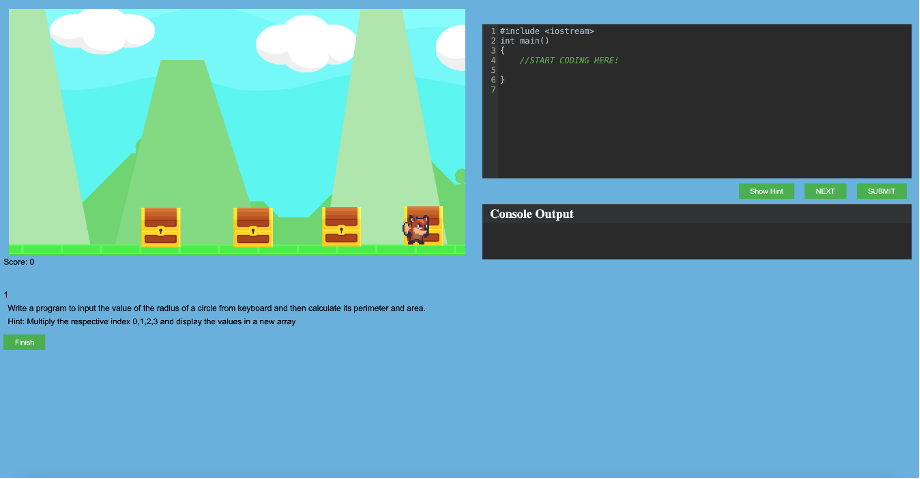 1 #include <iostream>
2 int main()
3 {
4 //START CODING HERE!
5
6 }
7
Show Hint NEXT SUBMIT
Console Output
Score: 0
1
Write a program to input the value of the radius of a circle from keyboard and then calculate its perimeter and area.
Hint: Multiply the respective index 0,1,2,3 and display the values in a new array
Finish